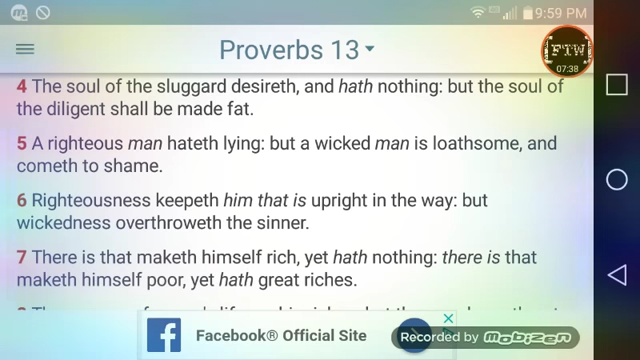 9:59 PM
Proverbs 13
FTW
07:38
4 The soul of the sluggard desireth, and hath nothing: but the soul of
the diligent shall be made fat.
5 A righteous man hateth lying: but a wicked man is loathsome, and
cometh to shame.
6 Righteousness keepeth him that is upright in the way: but
wickedness overthroweth the sinner.
7 There is that maketh himself rich, yet hath nothing: there is that
maketh himself poor, yet hath great riches.
Facebook® Official Site
Recorded by Mobizen